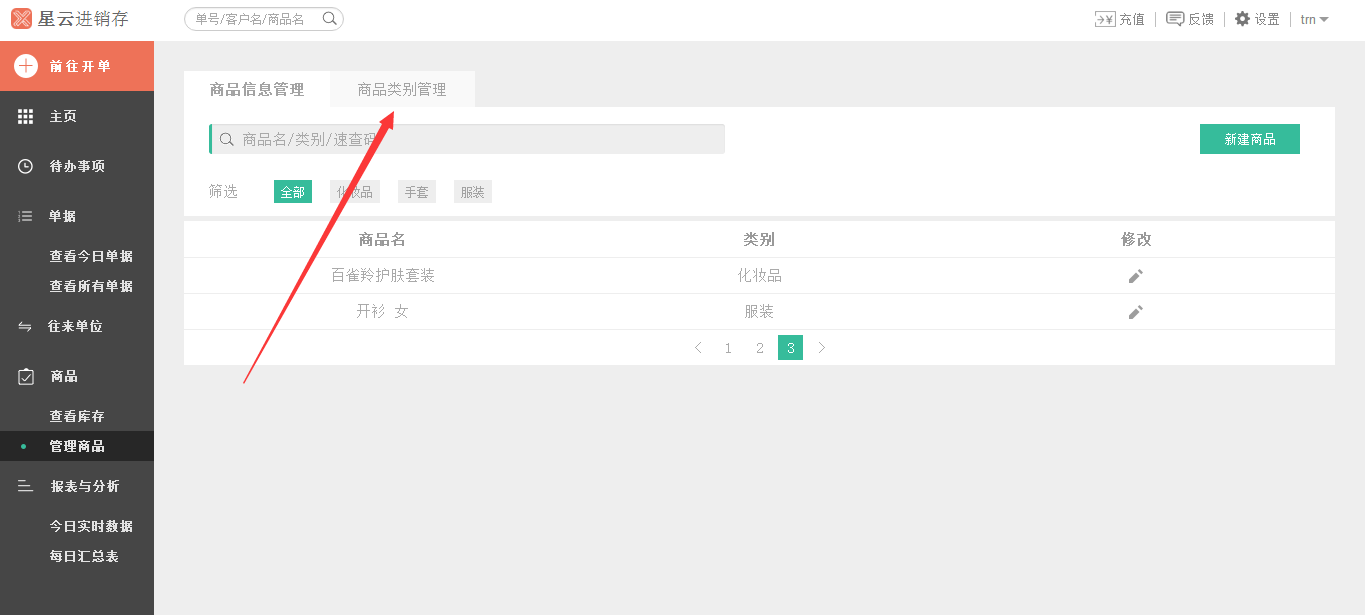 星云进销存
单号/客户名/商品名
充值
反馈
设置
trn
前往开单
主页
待办事项
单据
查看今日单据
查看所有单据
往来单位
商品
查看库存
管理商品
报表与分析
今日实时数据
每日汇总表
商品信息管理
商品类别管理
商品名/类别/速查码
新建商品
筛选 全部 化妆品 手套 服装
商品名 类别 修改
百雀羚护肤套装 化妆品
开衫 女 服装
1 2 3